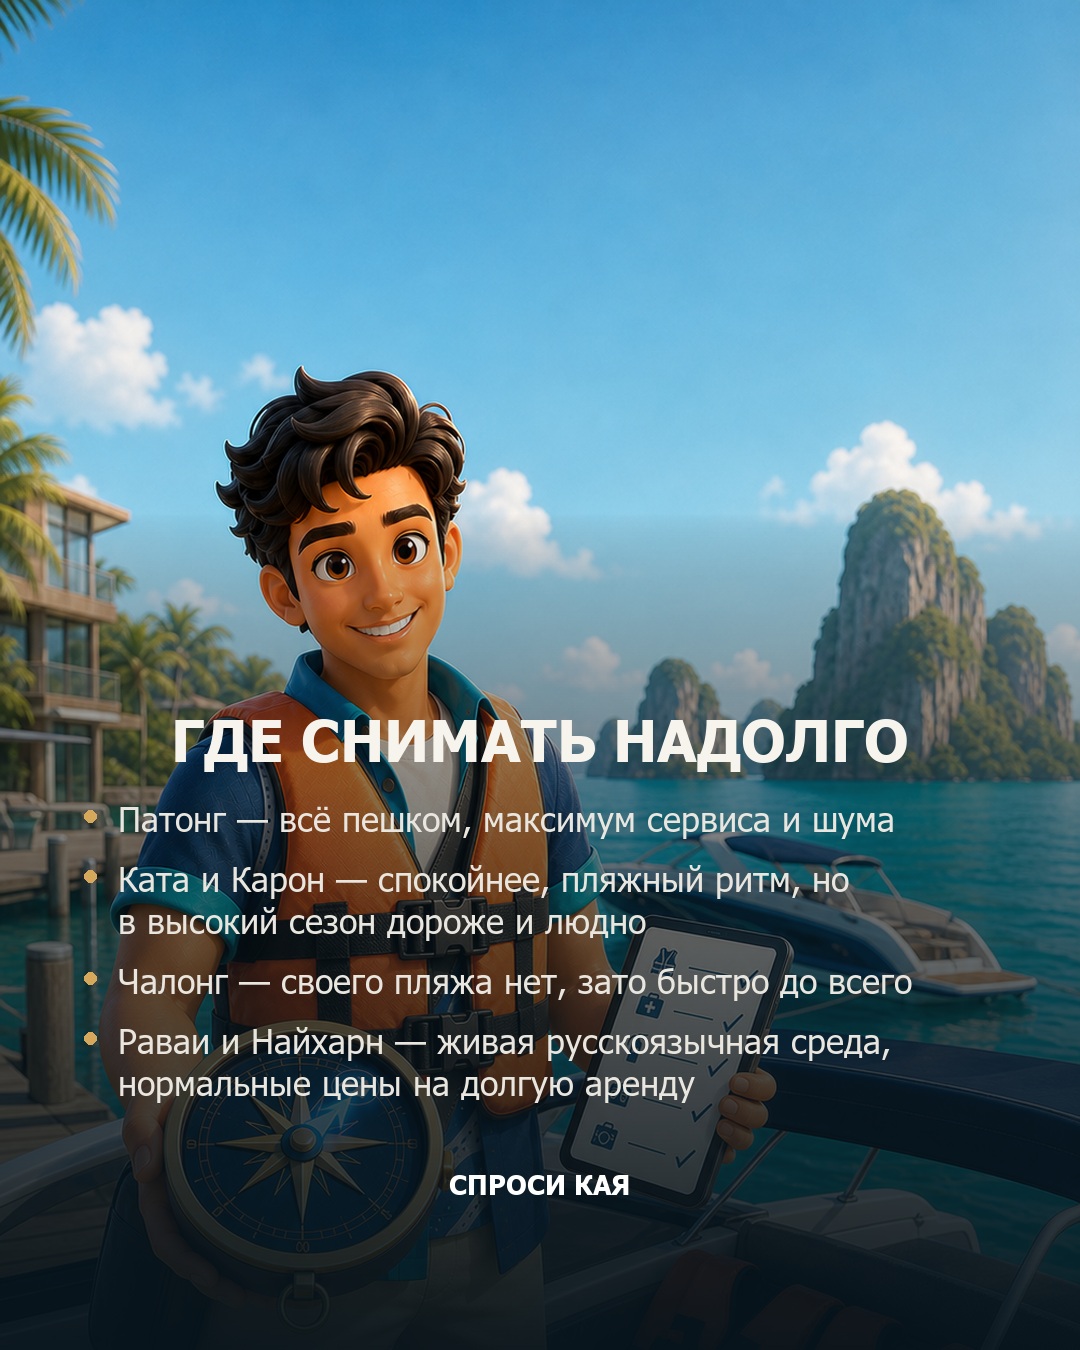 ГДЕ СНИМАТЬ НАДОЛГО
Патонг — всё пешком, максимум сервиса и шума
Ката и Карон — спокойнее, пляжный ритм, но
в высокий сезон дороже и людно
Чалонг — своего пляжа нет, зато быстро до всего
Раваи и Найхарн — живая русскоязычная среда,
нормальные цены на долгую аренду
СПРОСИ КАЯ